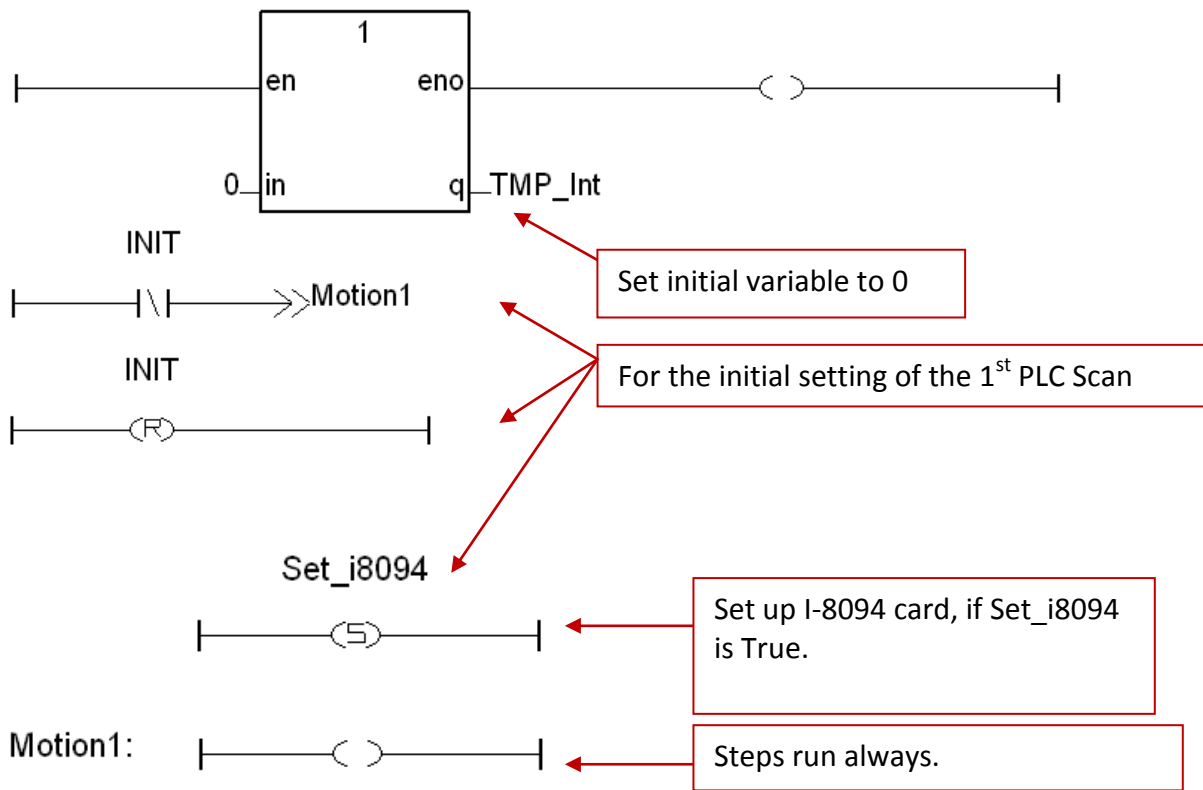 1
en eno
0 in q TMP_Int
INIT
Set initial variable to 0
Motion1
INIT
For the initial setting of the 1st PLC Scan
R
Set_i8094
Set up I-8094 card, if Set_i8094
is True.
S
Motion1:
Steps run always.